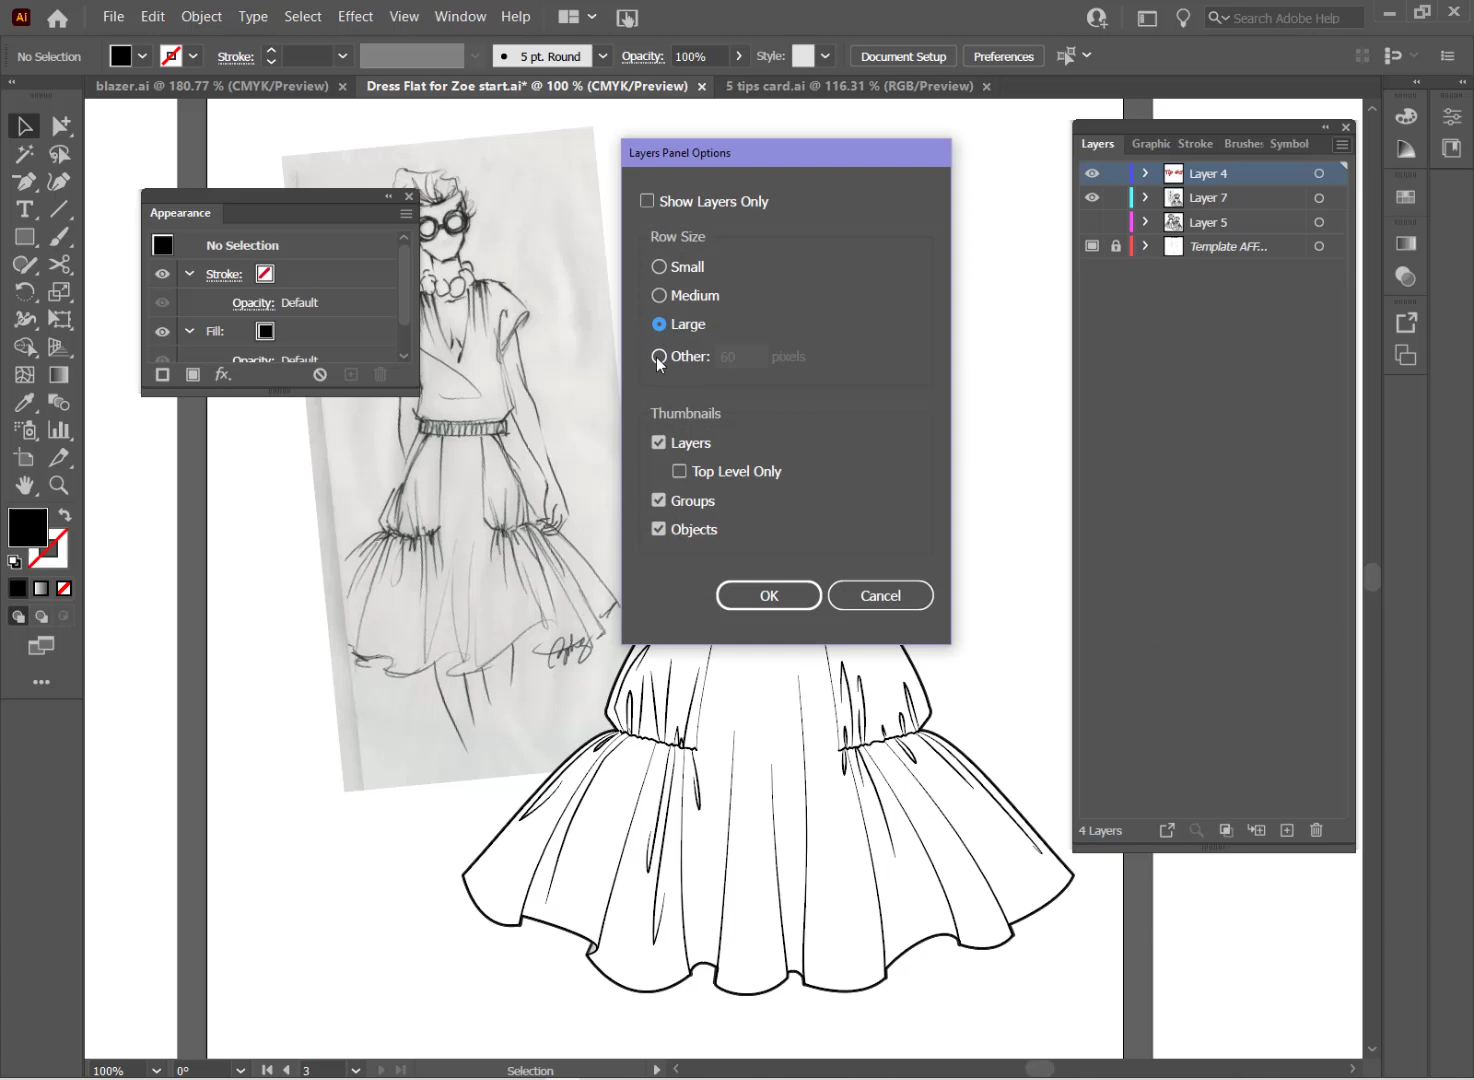 Ai File Edit Object Type Select Effect View Window Help Search Adobe Help
No Selection Stroke: 5 pt. Round Opacity: 100% Style: Document Setup Preferences
blazer.ai @ 180.77 % (CMYK/Preview) Dress Flat for Zoe start.ai* @ 100 % (CMYK/Preview) 5 tips card.ai @ 116.31 % (RGB/Preview)
Appearance
No Selection
Stroke:
Opacity: Default
Fill:
Opacity: Default
fx.
Layers Panel Options
Show Layers Only
Row Size
Small
Medium
Large
Other: 60 pixels
Thumbnails
Layers
Top Level Only
Groups
Objects
OK Cancel
Layers Graphic Stroke Brushes Symbol
Layer 4
Layer 7
Layer 5
Template AFF...
4 Layers
100% 0° 3 Selection